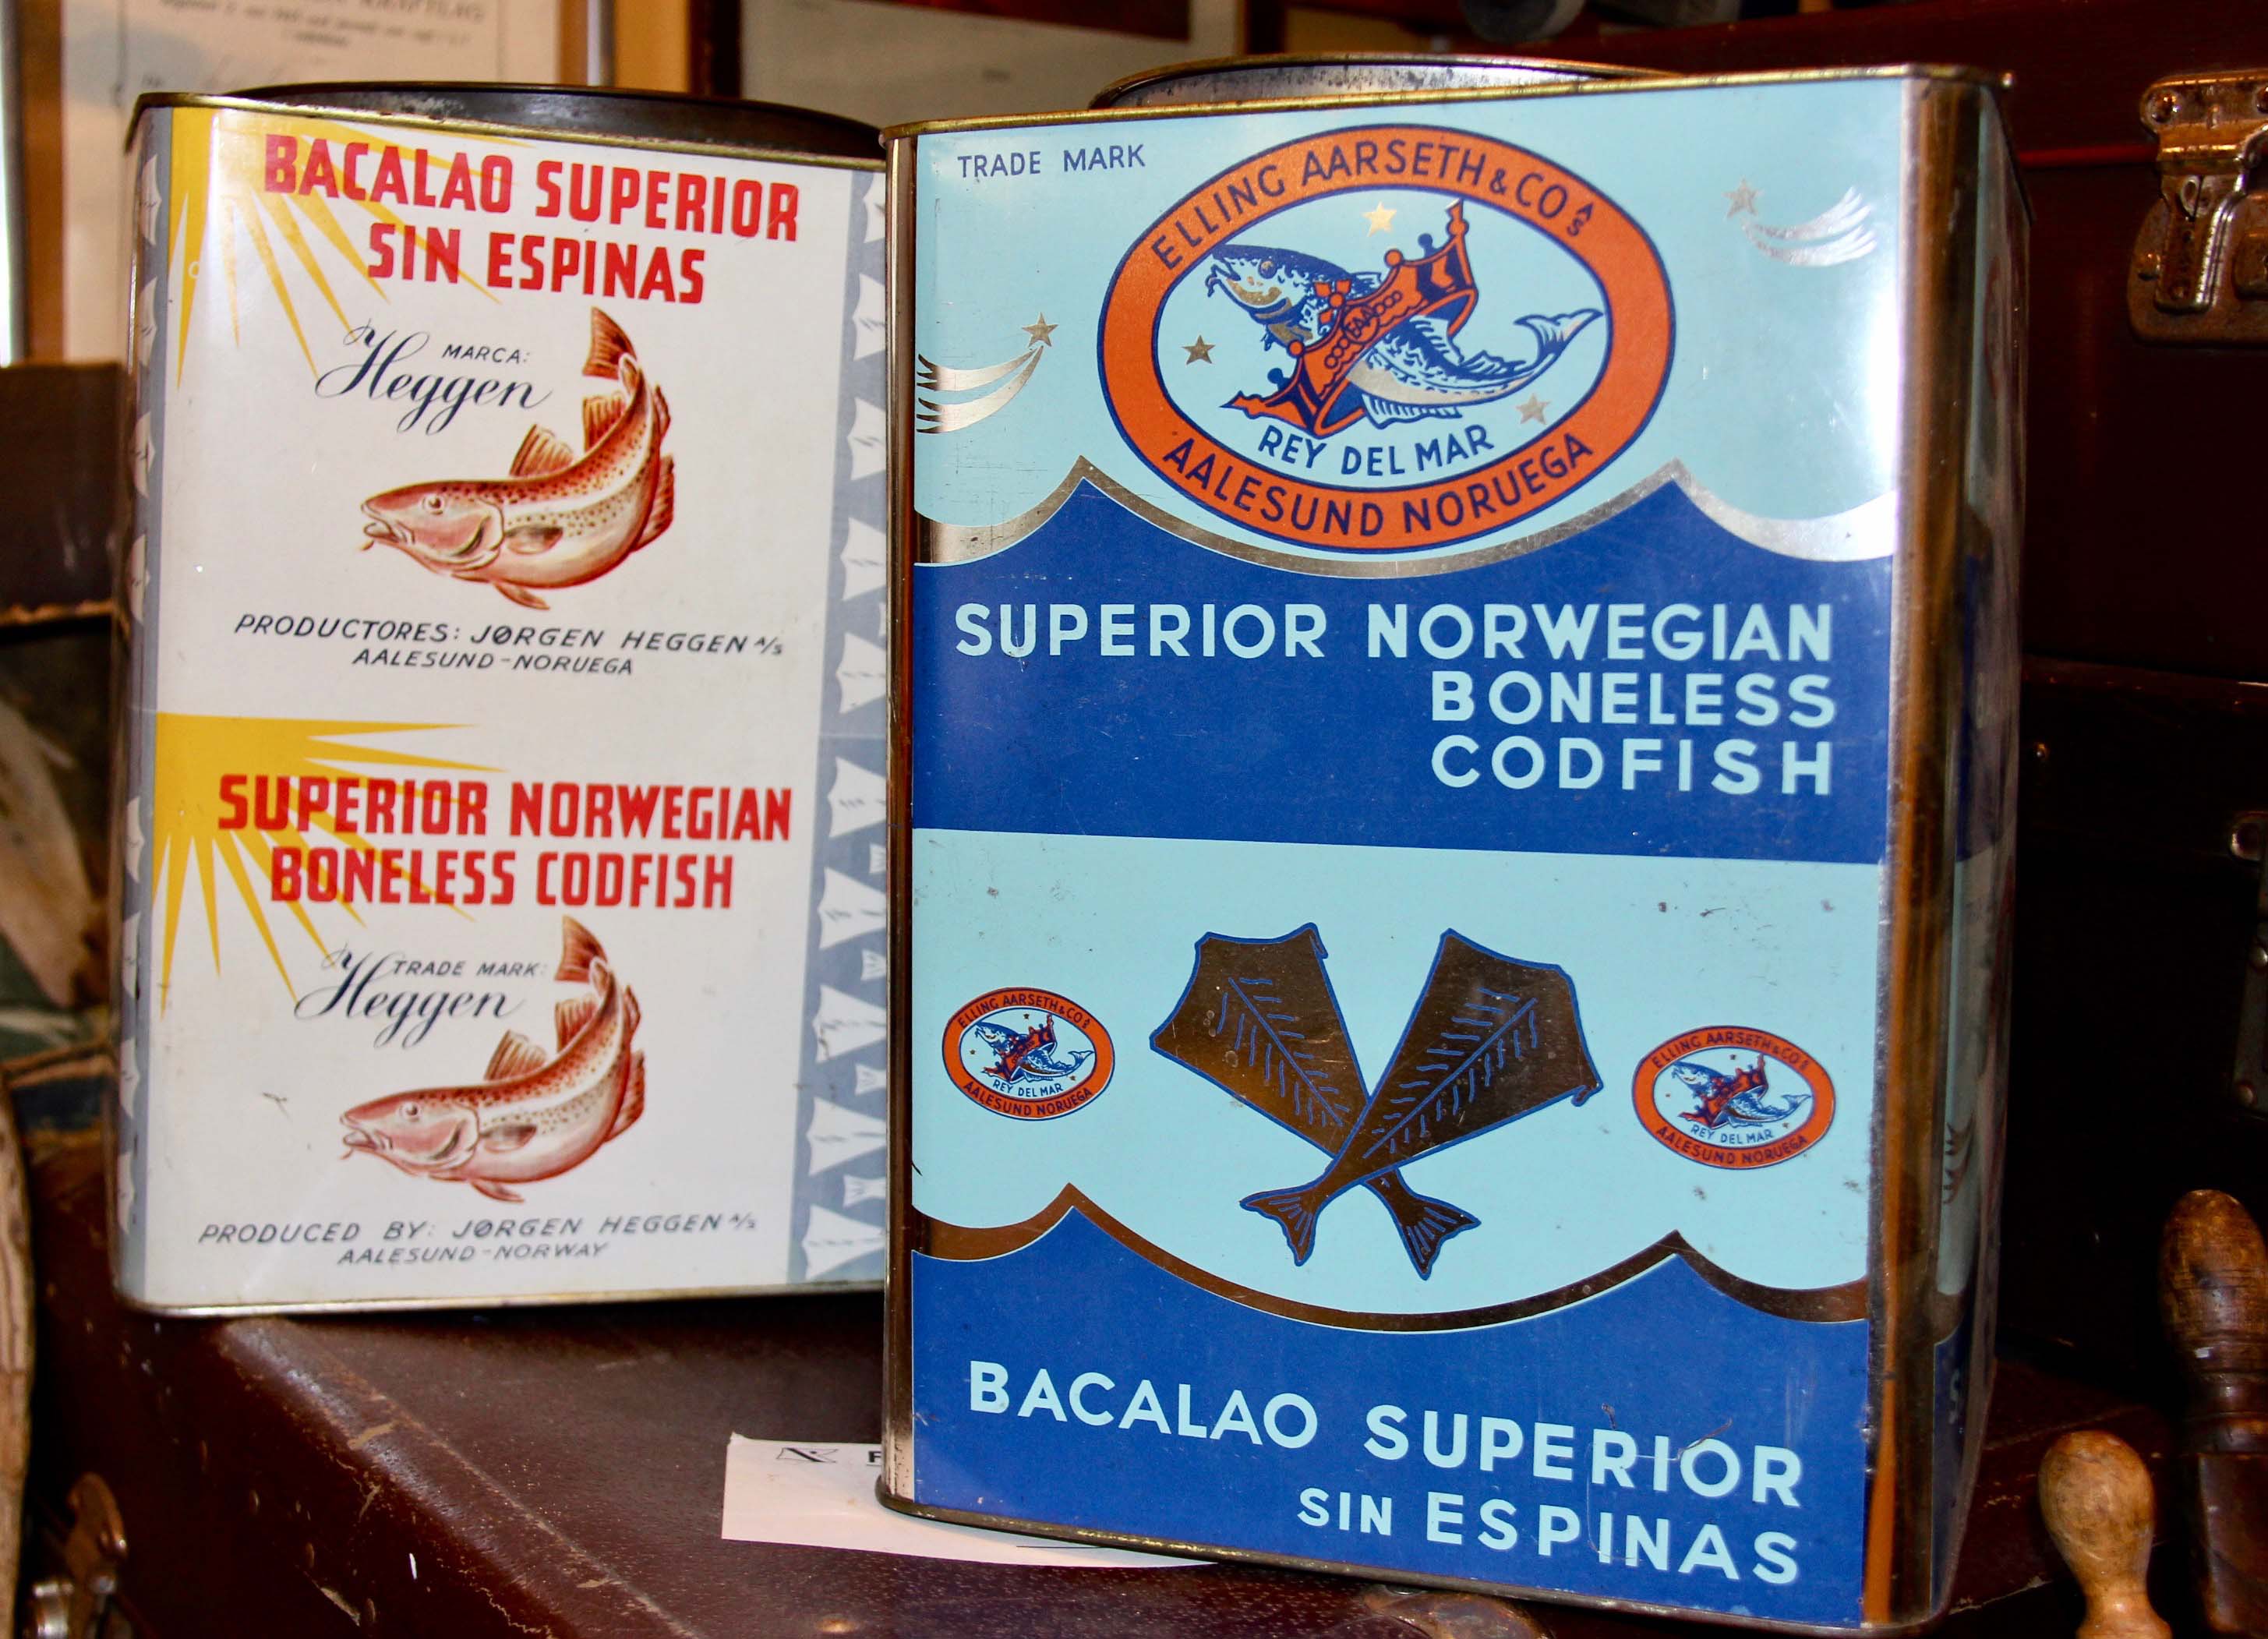 KRAFTLAG
BACALAO SUPERIOR
SIN ESPINAS
MARCA:
Heggen
PRODUCTORES: JØRGEN HEGGEN A/S
AALESUND-NORUEGA
SUPERIOR NORWEGIAN
BONELESS CODFISH
TRADE MARK:
Heggen
PRODUCED BY: JØRGEN HEGGEN A/S
AALESUND-NORWAY
TRADE MARK
ELLING AARSETH & CO A/S
EAA
REY DEL MAR
AALESUND NORUEGA
SUPERIOR NORWEGIAN
BONELESS
CODFISH
ELLING AARSETH & CO A/S
REY DEL MAR
AALESUND NORUEGA
ELLING AARSETH & CO A/S
REY DEL MAR
AALESUND NORUEGA
BACALAO SUPERIOR
SIN ESPINAS